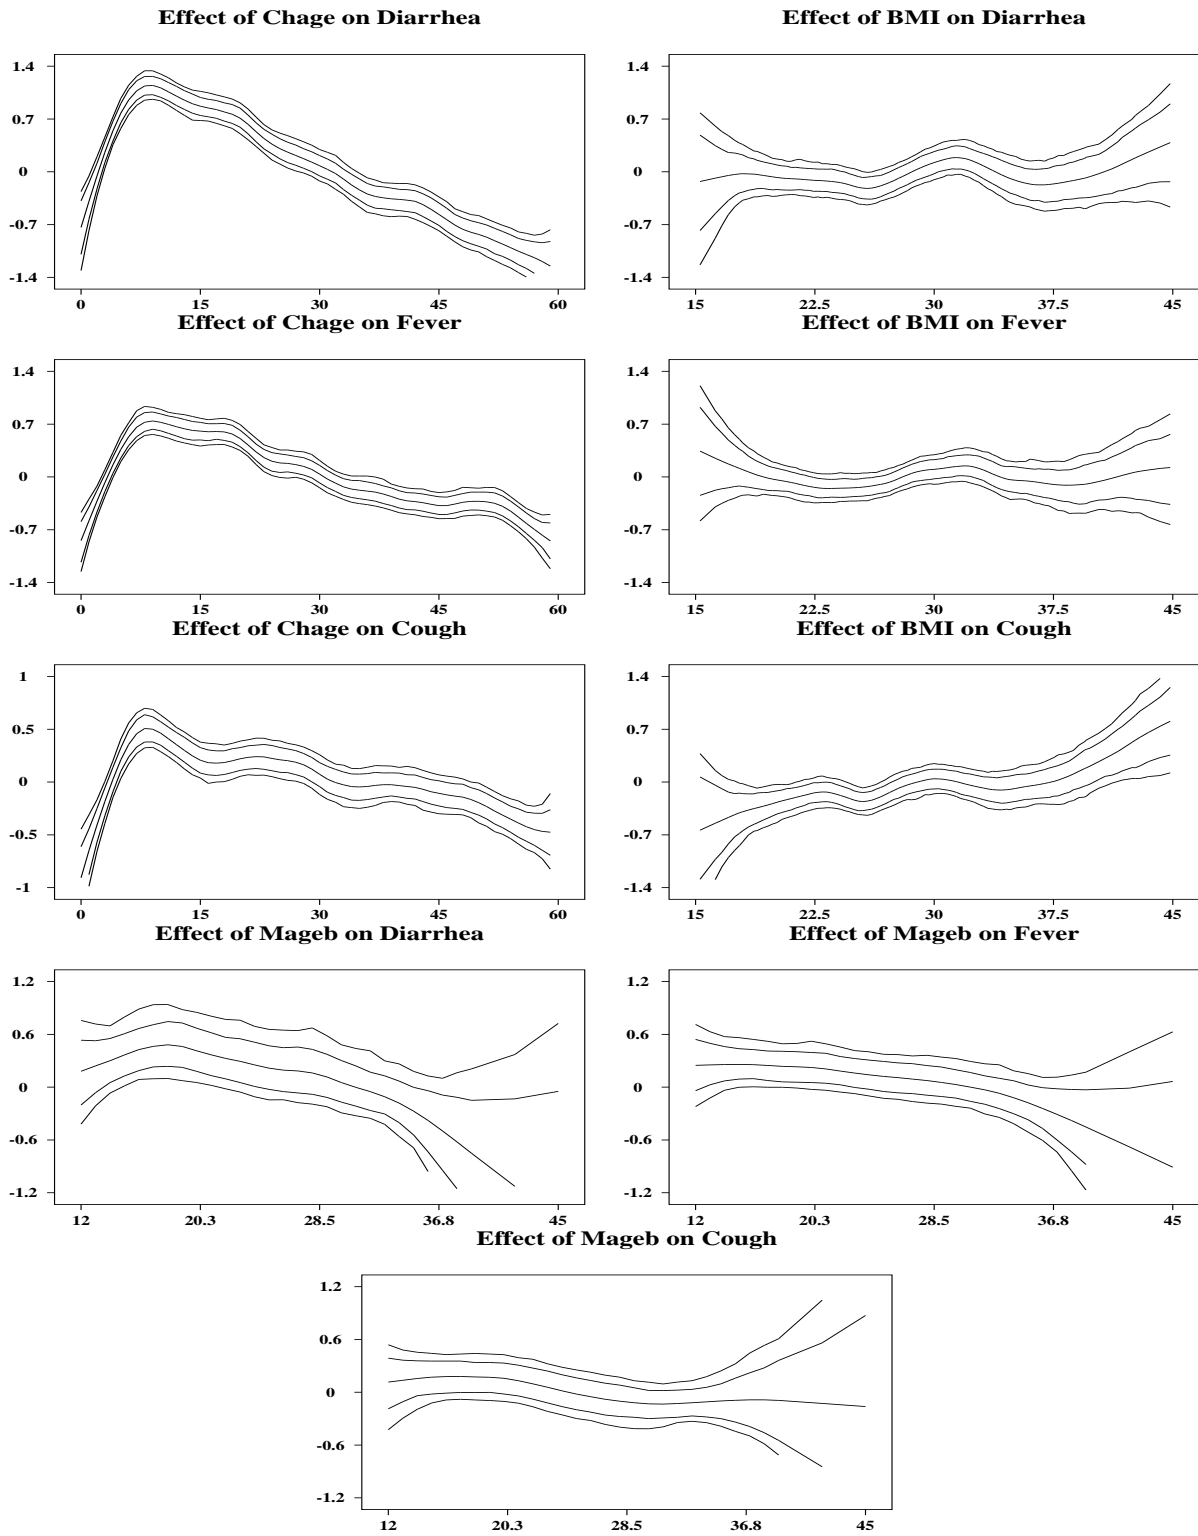 Effect of Chage on Diarrhea Effect of BMI on Diarrhea
1.4 1.4
0.7 0.7
0 0
-0.7 -0.7
-1.4 -1.4
0 15 30 45 60 15 22.5 30 37.5 45
Effect of Chage on Fever Effect of BMI on Fever
1.4 1.4
0.7 0.7
0 0
-0.7 -0.7
-1.4 -1.4
0 15 30 45 60 15 22.5 30 37.5 45
Effect of Chage on Cough Effect of BMI on Cough
1 1.4
0.5 0.7
0 0
-0.5 -0.7
-1 -1.4
0 15 30 45 60 15 22.5 30 37.5 45
Effect of Mageb on Diarrhea Effect of Mageb on Fever
1.2 1.2
0.6 0.6
0 0
-0.6 -0.6
-1.2 -1.2
12 20.3 28.5 36.8 45 12 20.3 28.5 36.8 45
Effect of Mageb on Cough
1.2
0.6
0
-0.6
-1.2
12 20.3 28.5 36.8 45